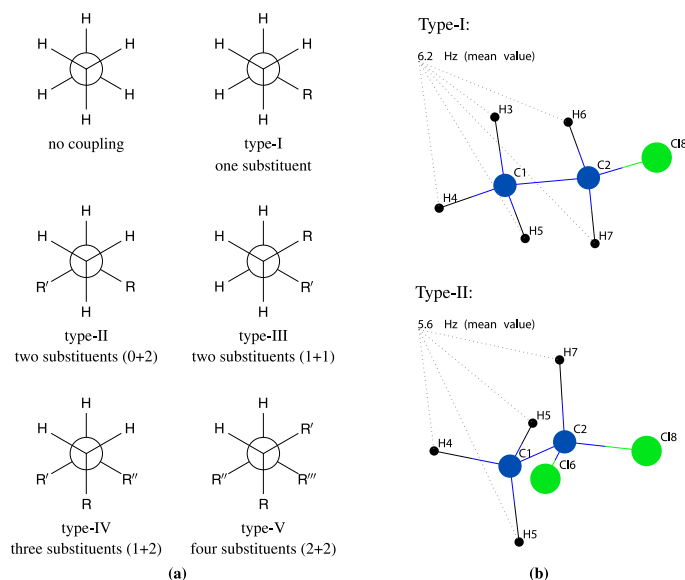 H
H
H
H
H
H
no coupling
H
H
H
H
R
H
type-I
one substituent
H
H
H
R′
R
H
type-II
two substituents (0+2)
H
H
R
H
R′
H
type-III
two substituents (1+1)
H
H
H
R′
R″
R
type-IV
three substituents (1+2)
H
H
R′
R″
R‴
R
type-V
four substituents (2+2)
(a)
Type-I:
6.2 Hz (mean value)
H3
H6
Cl8
C1
C2
H4
H5
H7
Type-II:
5.6 Hz (mean value)
H7
H5
C2
H4
C1
Cl6
Cl8
H5
(b)